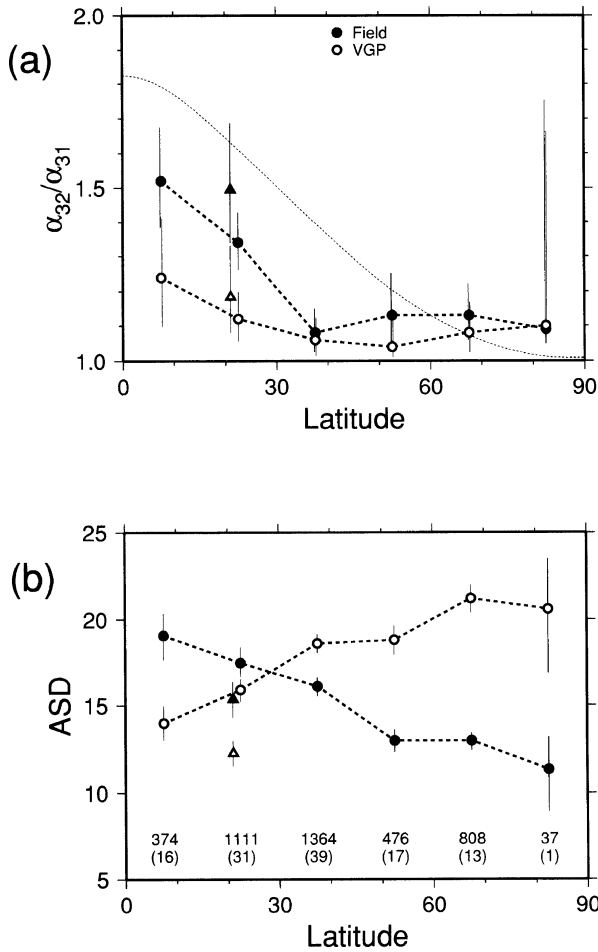 (a)
2.0
1.5
1.0
α32/α31
Field
VGP
0 30 60 90
Latitude
(b)
25
20
15
10
5
ASD
374 1111 1364 476 808 37
(16) (31) (39) (17) (13) (1)
0 30 60 90
Latitude